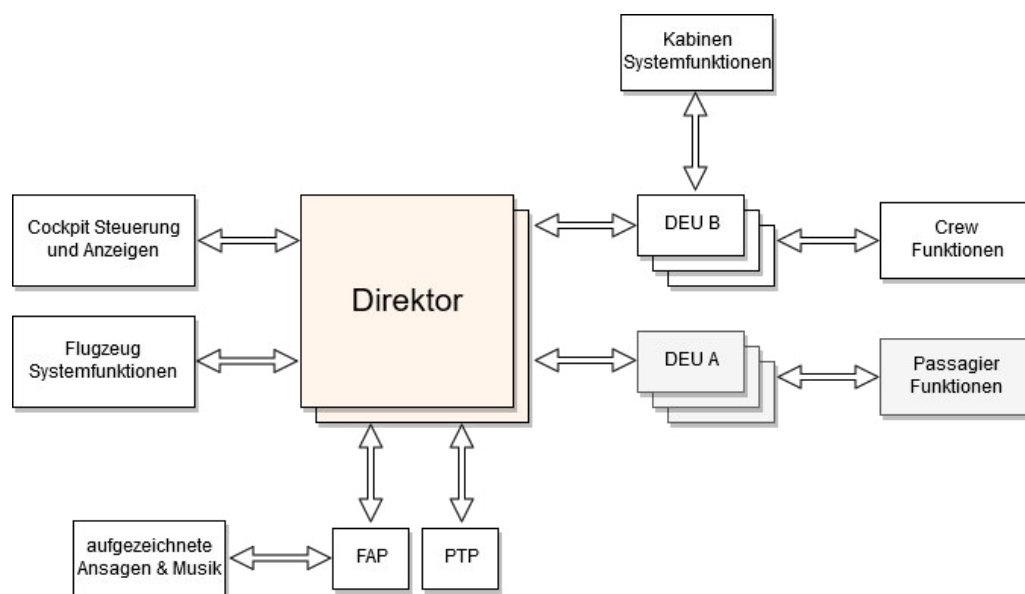 Kabinen
Systemfunktionen
Cockpit Steuerung
und Anzeigen
Direktor
DEU B
Crew
Funktionen
Flugzeug
Systemfunktionen
DEU A
Passagier
Funktionen
aufgezeichnete
Ansagen & Musik
FAP
PTP